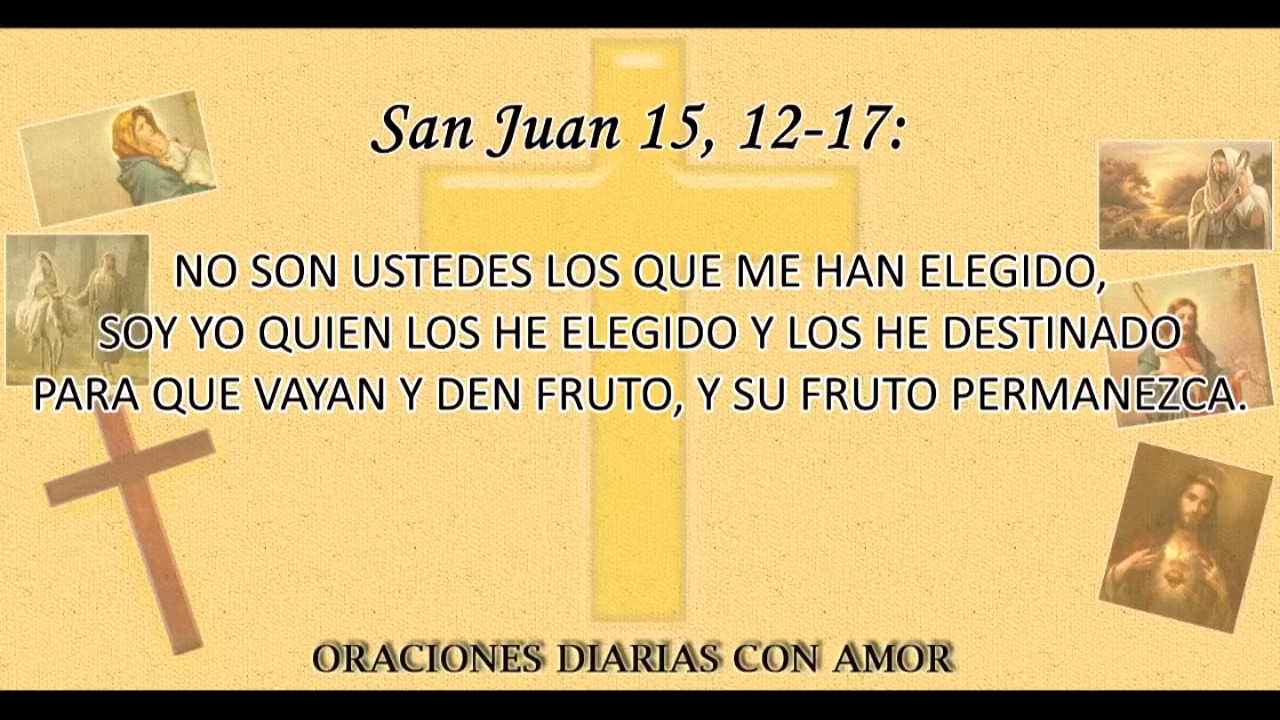 San Juan 15, 12-17:
NO SON USTEDES LOS QUE ME HAN ELEGIDO,
SOY YO QUIEN LOS HE ELEGIDO Y LOS HE DESTINADO
PARA QUE VAYAN Y DEN FRUTO, Y SU FRUTO PERMANEZCA.
ORACIONES DIARIAS CON AMOR